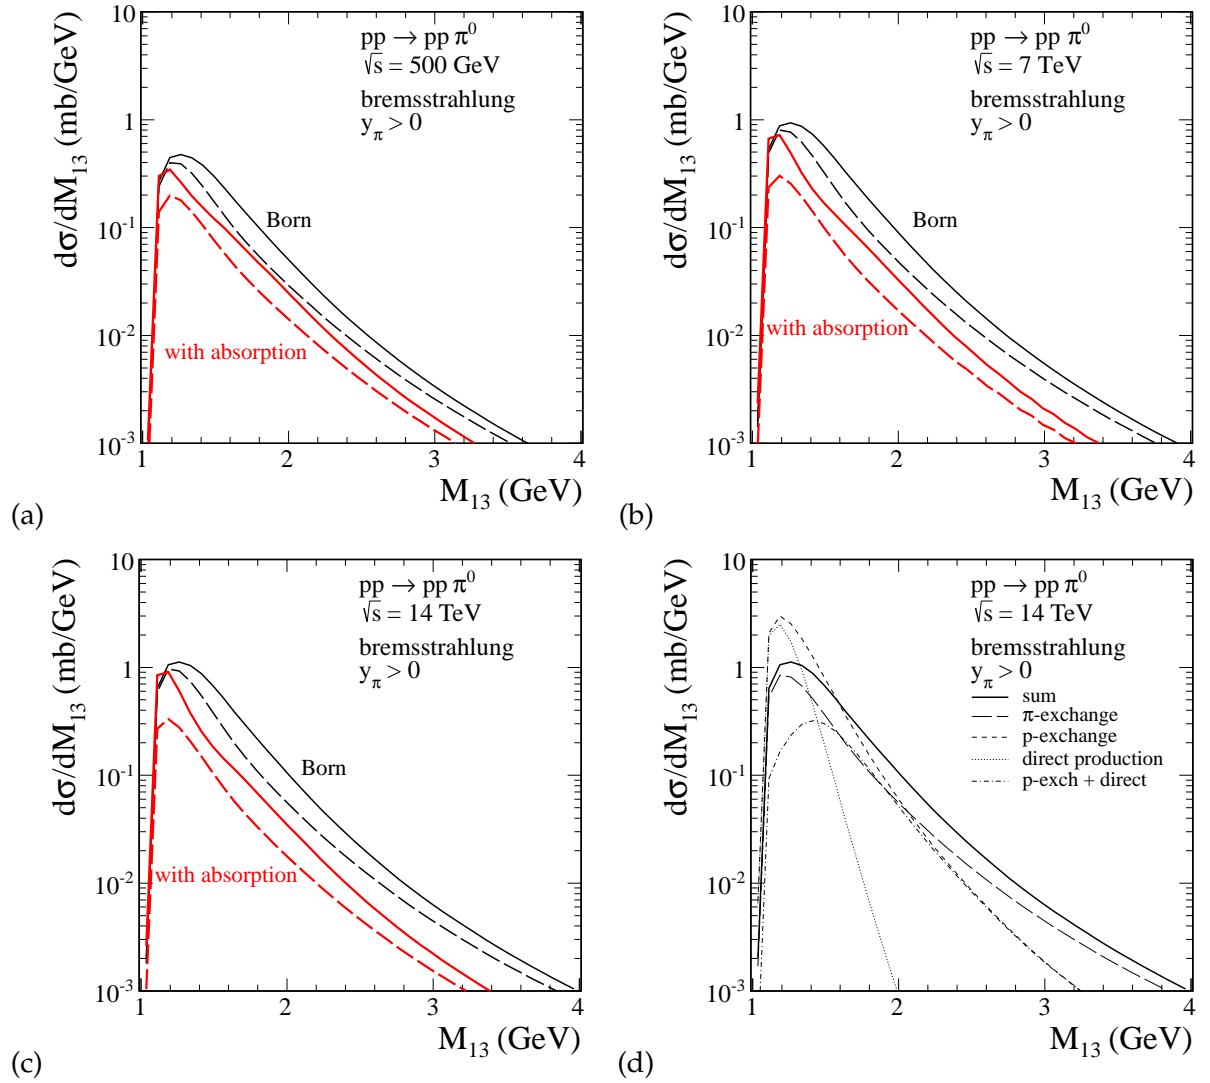 10
1
10⁻¹
10⁻²
10⁻³
dσ/dM₁₃ (mb/GeV)
pp → pp π⁰
√s = 500 GeV
bremsstrahlung
y_π > 0
Born
with absorption
1 2 3 4
M₁₃ (GeV)
(a)
10
1
10⁻¹
10⁻²
10⁻³
dσ/dM₁₃ (mb/GeV)
pp → pp π⁰
√s = 7 TeV
bremsstrahlung
y_π > 0
Born
with absorption
1 2 3 4
M₁₃ (GeV)
(b)
10
1
10⁻¹
10⁻²
10⁻³
dσ/dM₁₃ (mb/GeV)
pp → pp π⁰
√s = 14 TeV
bremsstrahlung
y_π > 0
Born
with absorption
1 2 3 4
M₁₃ (GeV)
(c)
10
1
10⁻¹
10⁻²
10⁻³
dσ/dM₁₃ (mb/GeV)
pp → pp π⁰
√s = 14 TeV
bremsstrahlung
y_π > 0
sum
π-exchange
p-exchange
direct production
p-exch + direct
1 2 3 4
M₁₃ (GeV)
(d)